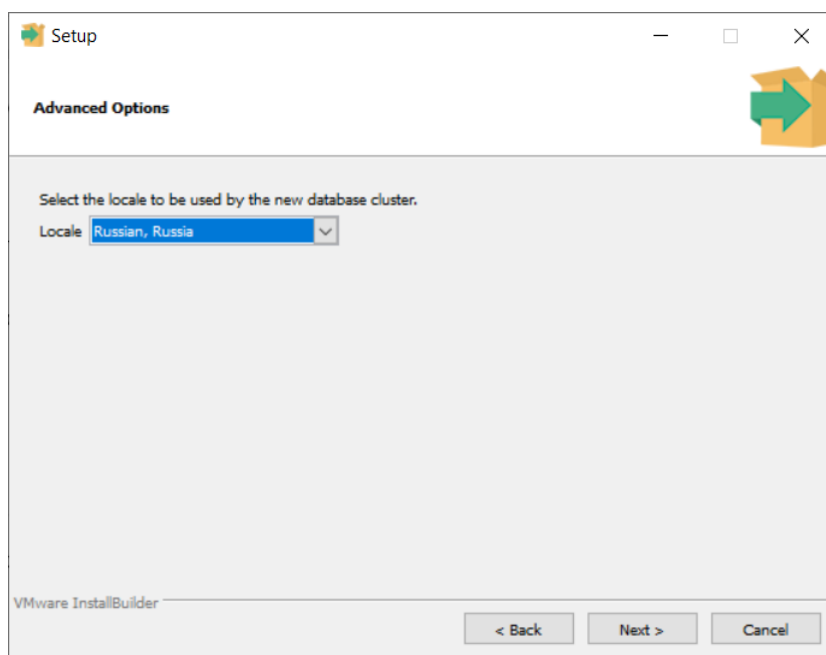 Setup
Advanced Options
Select the locale to be used by the new database cluster.
Locale Russian, Russia
VMware InstallBuilder
< Back Next > Cancel